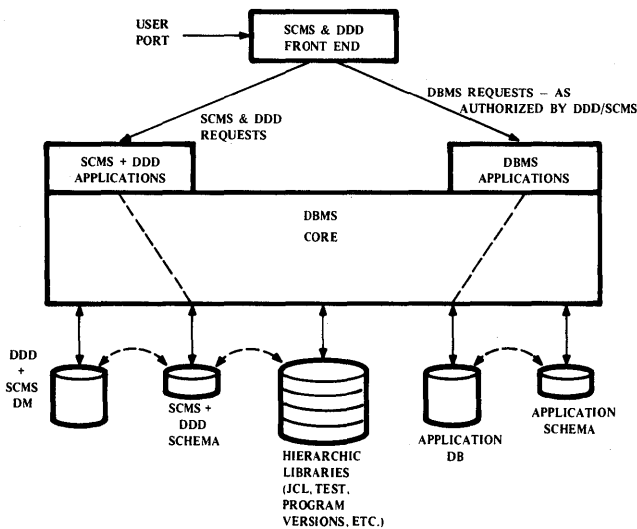 USER
PORT
SCMS & DDD
FRONT END
SCMS & DDD
REQUESTS
DBMS REQUESTS – AS
AUTHORIZED BY DDD/SCMS
SCMS + DDD
APPLICATIONS
DBMS
APPLICATIONS
DBMS
CORE
DDD
+
SCMS
DM
SCMS +
DDD
SCHEMA
HIERARCHIC
LIBRARIES
(JCL, TEST,
PROGRAM
VERSIONS, ETC.)
APPLICATION
DB
APPLICATION
SCHEMA